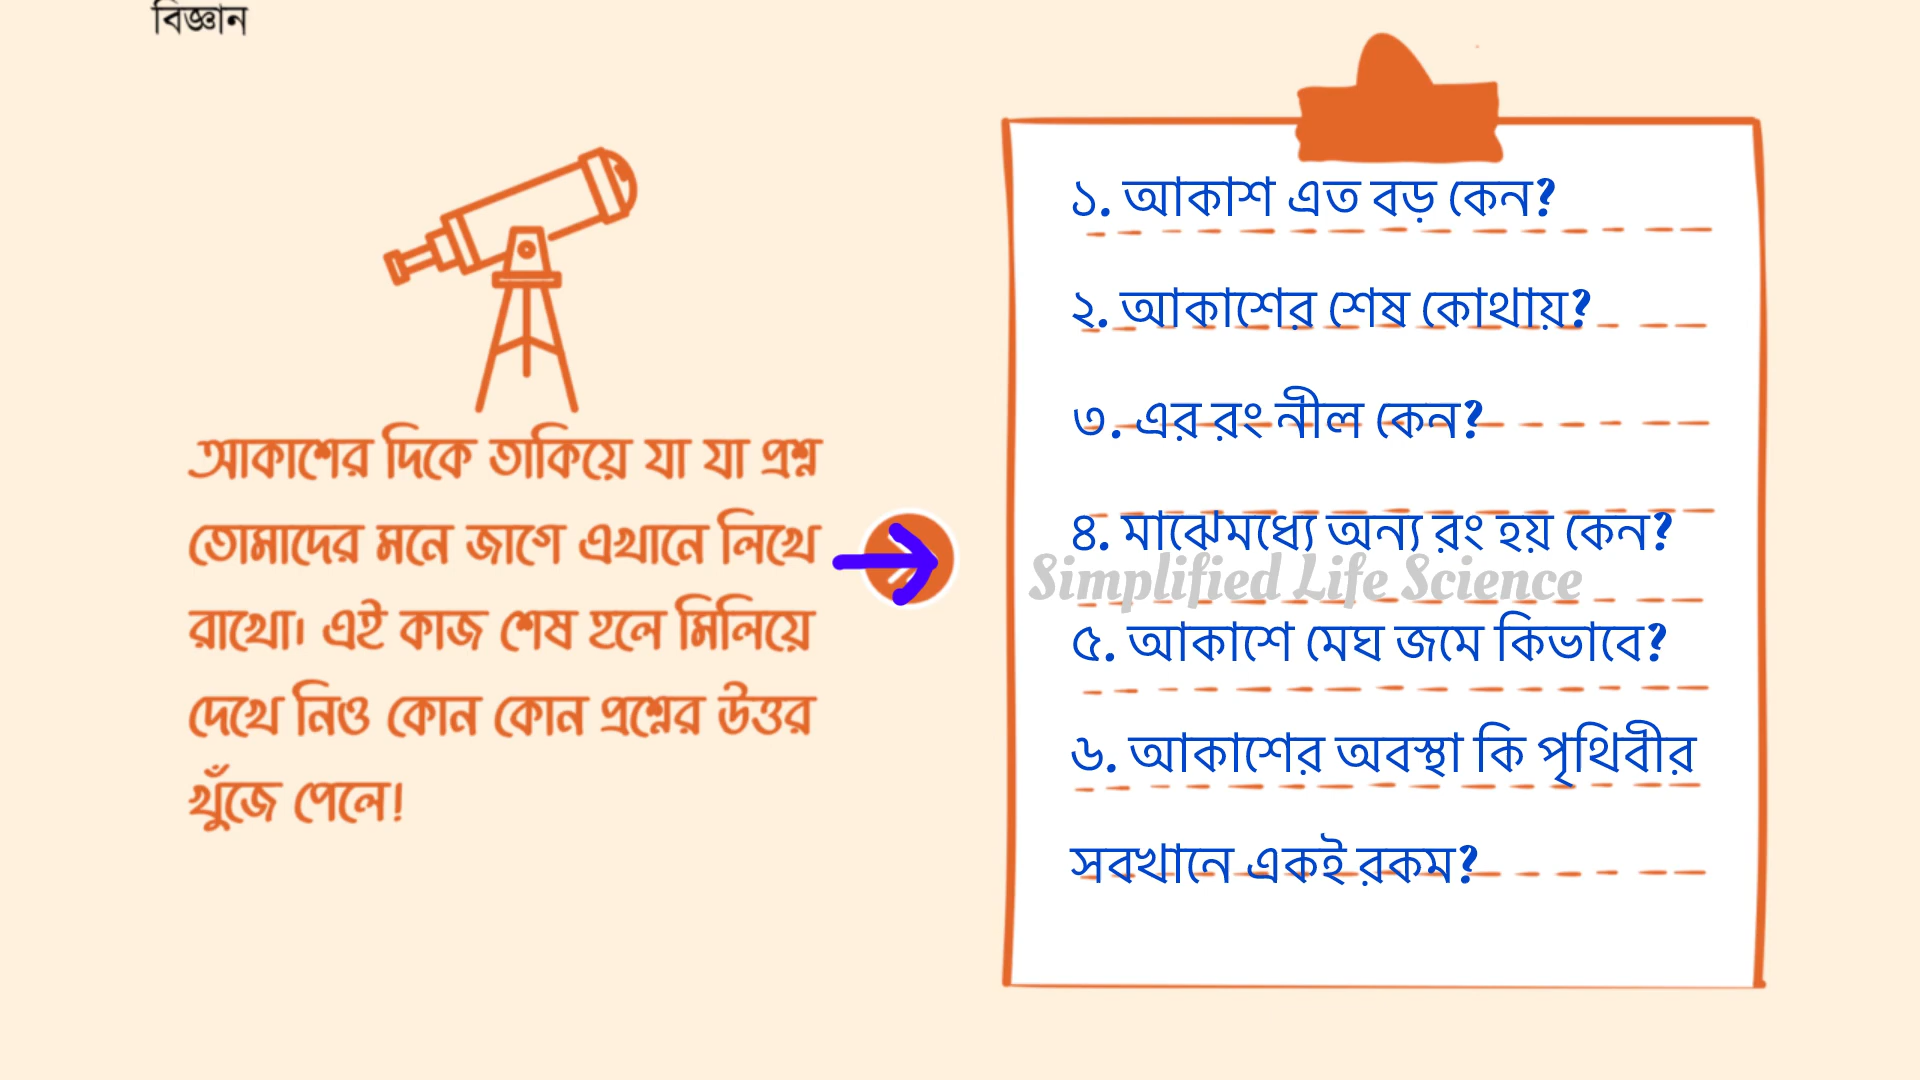 বিজ্ঞান
আকাশের দিকে তাকিয়ে যা যা প্রশ্ন
তোমাদের মনে জাগে এখানে লিখে
রাখো। এই কাজ শেষ হলে মিলিয়ে
দেখে নিও কোন কোন প্রশ্নের উত্তর
খুঁজে পেলে!
১. আকাশ এত বড় কেন?
২. আকাশের শেষ কোথায়?
৩. এর রং নীল কেন?
৪. মাঝেমধ্যে অন্য রং হয় কেন?
Simplified Life Science
৫. আকাশে মেঘ জমে কিভাবে?
৬. আকাশের অবস্থা কি পৃথিবীর
সবখানে একই রকম?